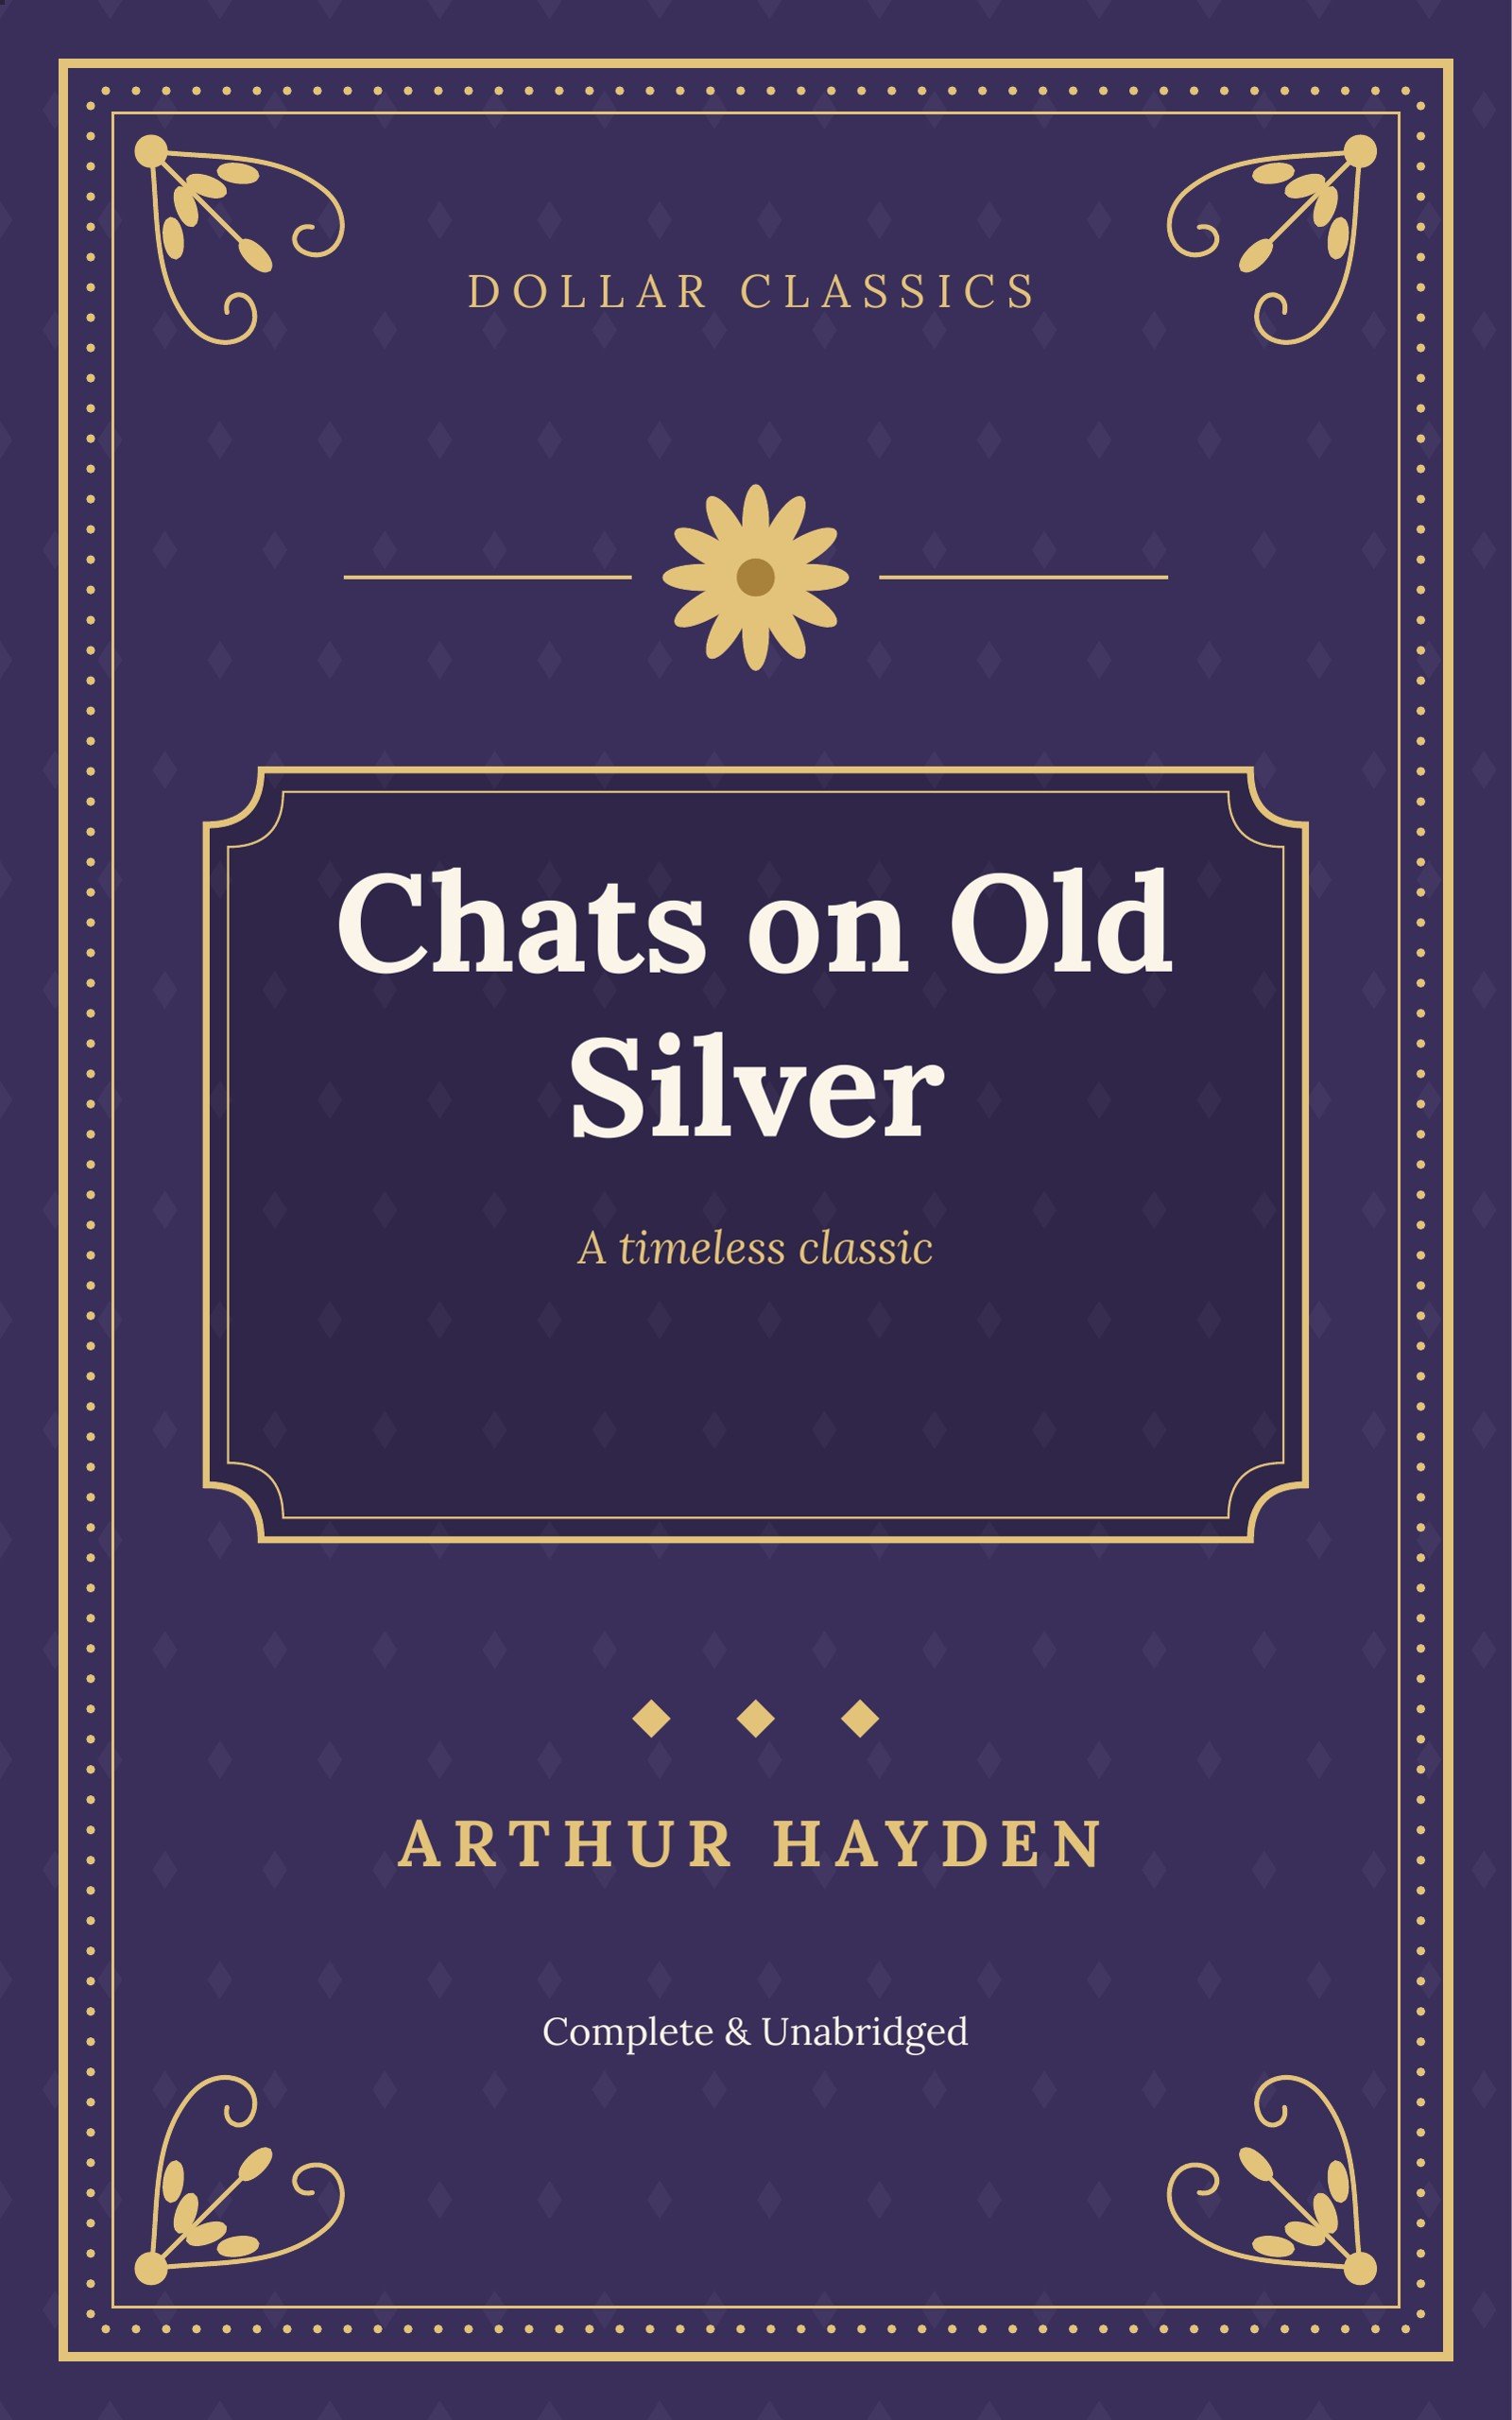 DOLLAR CLASSICS
Chats on Old
Silver
A timeless classic
ARTHUR HAYDEN
Complete & Unabridged